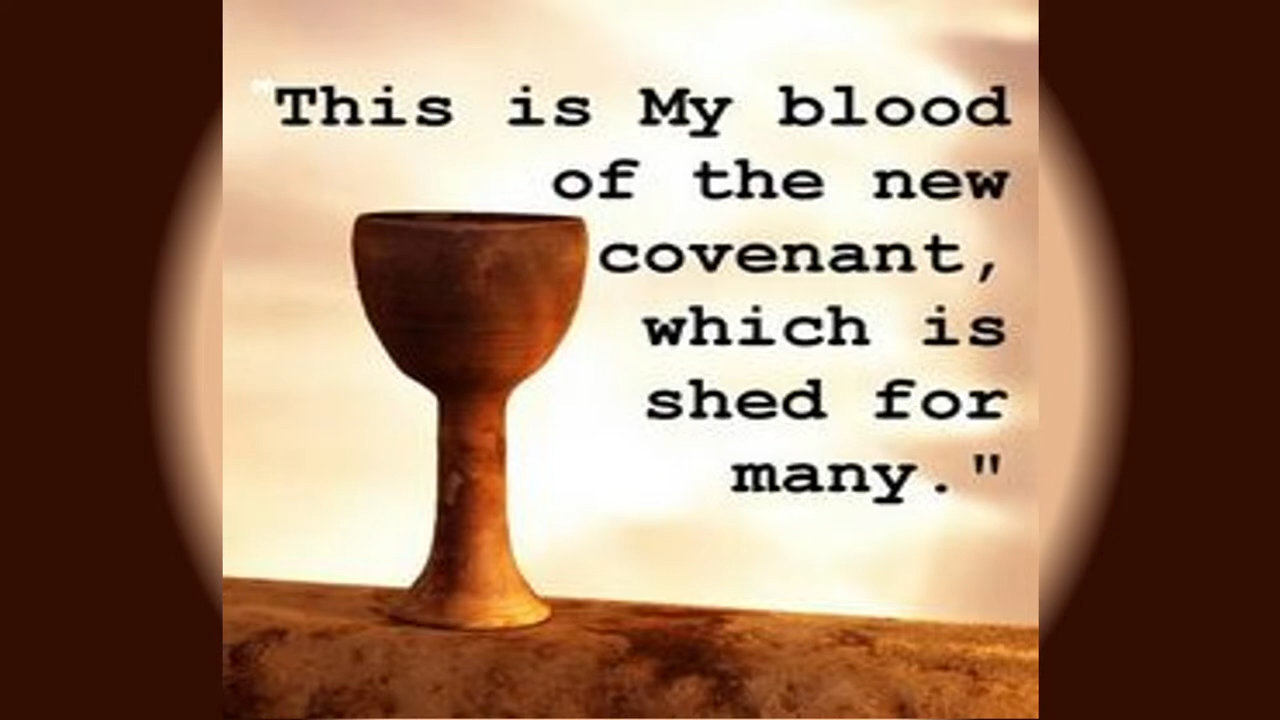 "This is My blood
of the new
covenant,
which is
shed for
many."